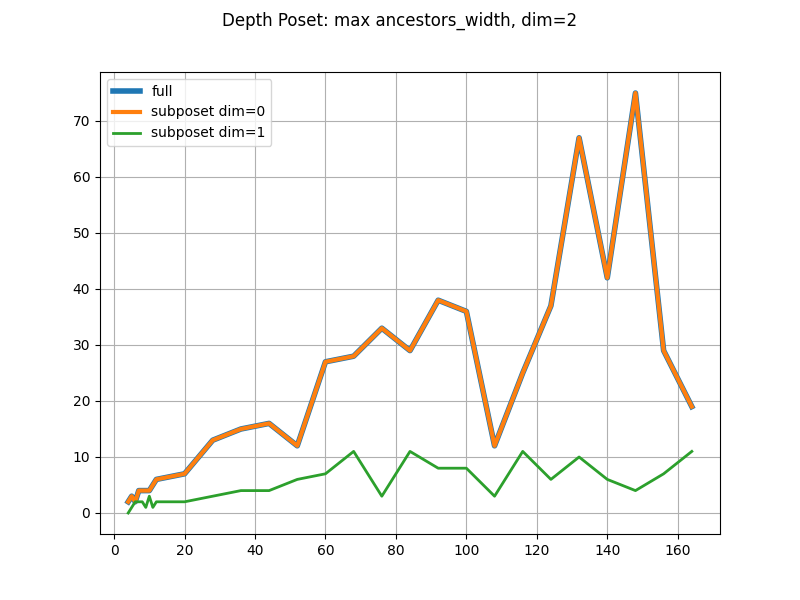 Depth Poset: max ancestors_width, dim=2
full
subposet dim=0
subposet dim=1
70
60
50
40
30
20
10
0
0 20 40 60 80 100 120 140 160